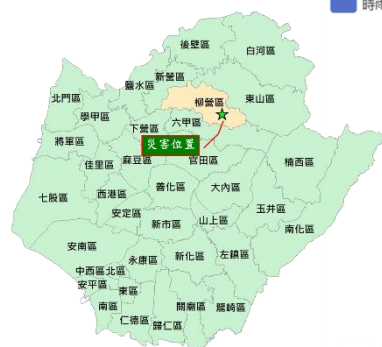 時雨
後壁區
白河區
新營區
鹽水區
柳營區
東山區
北門區
學甲區
下營區
六甲區
將軍區
災害位置
佳里區
麻豆區
官田區
楠西區
七股區
西港區
善化區
大內區
安定區
玉井區
新市區
山上區
南化區
安南區
永康區
新化區
左鎮區
中西區
北區
安平區
東區
南區
關廟區
龍崎區
仁德區
歸仁區